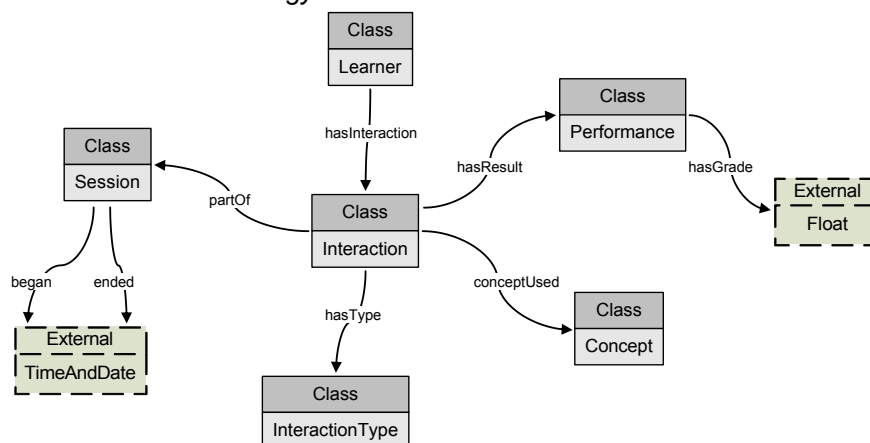 Class
Learner
hasInteraction
Class
Performance
hasResult
hasGrade
External
Float
Class
Session
partOf
Class
Interaction
began
ended
External
TimeAndDate
hasType
conceptUsed
Class
Concept
Class
InteractionType